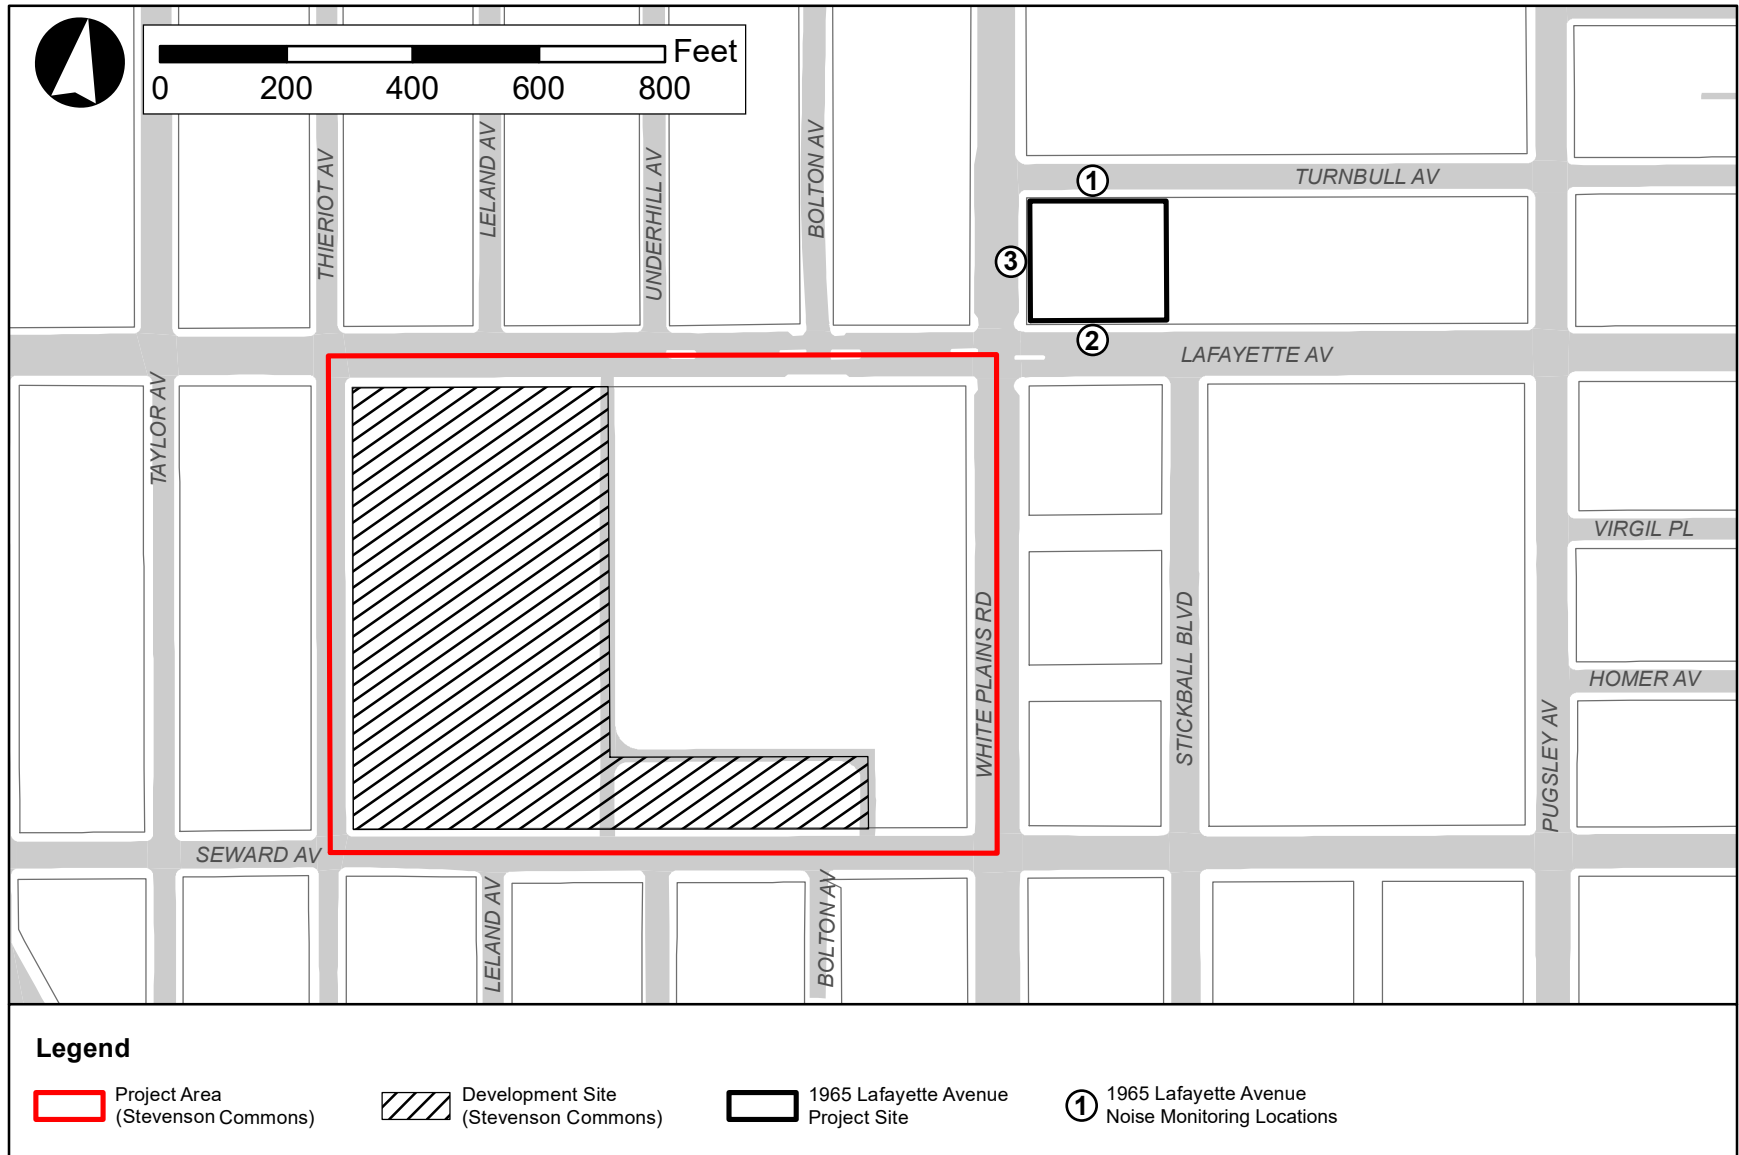 Feet
0 200 400 600 800
THIERIOT AV
LELAND AV
UNDERHILL AV
BOLTON AV
1
TURNBULL AV
3
2
LAFAYETTE AV
TAYLOR AV
VIRGIL PL
WHITE PLAINS RD
STICKBALL BLVD
HOMER AV
PUGSLEY AV
SEWARD AV
LELAND AV
BOLTON AV
Legend
Project Area
(Stevenson Commons)
Development Site
(Stevenson Commons)
1965 Lafayette Avenue
Project Site
1
1965 Lafayette Avenue
Noise Monitoring Locations